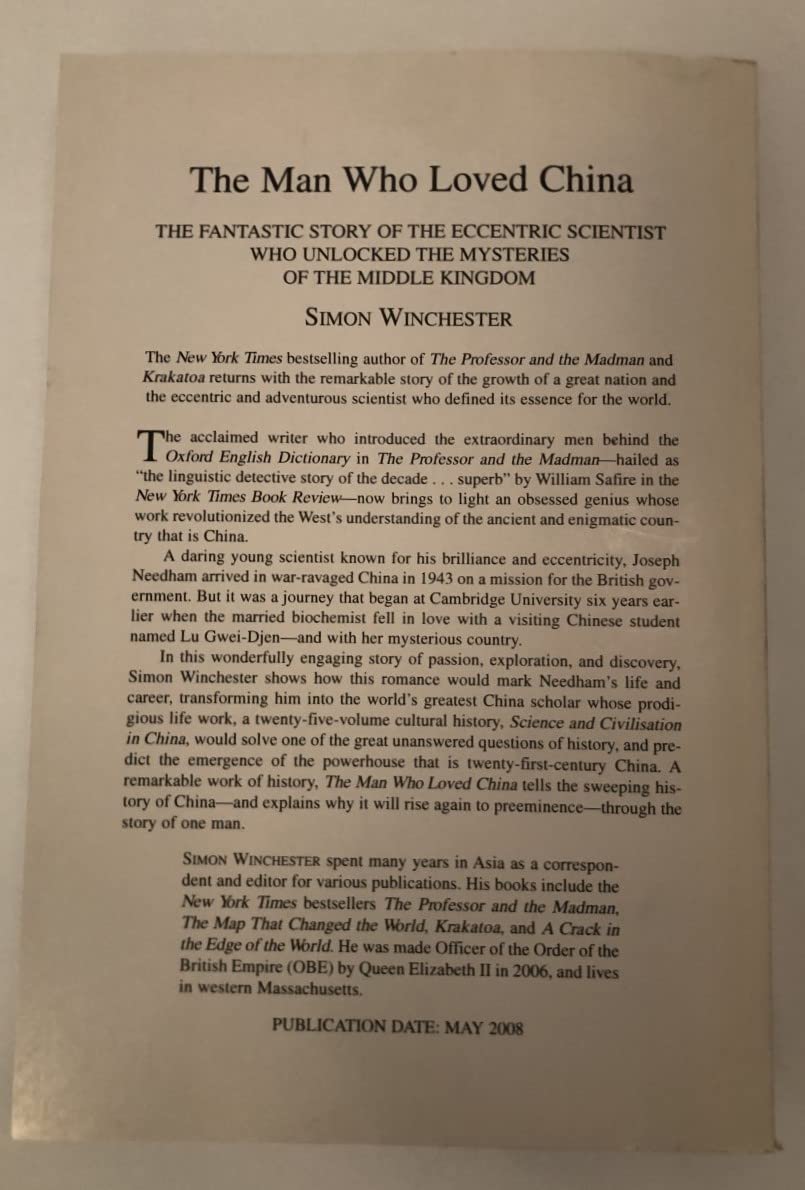 The Man Who Loved China
THE FANTASTIC STORY OF THE ECCENTRIC SCIENTIST
WHO UNLOCKED THE MYSTERIES
OF THE MIDDLE KINGDOM
SIMON WINCHESTER
The New York Times bestselling author of The Professor and the Madman and
Krakatoa returns with the remarkable story of the growth of a great nation and
the eccentric and adventurous scientist who defined its essence for the world.
The acclaimed writer who introduced the extraordinary men behind the
Oxford English Dictionary in The Professor and the Madman—hailed as
“the linguistic detective story of the decade . . . superb” by William Safire in the
New York Times Book Review—now brings to light an obsessed genius whose
work revolutionized the West’s understanding of the ancient and enigmatic coun-
try that is China.
A daring young scientist known for his brilliance and eccentricity, Joseph
Needham arrived in war-ravaged China in 1943 on a mission for the British gov-
ernment. But it was a journey that began at Cambridge University six years ear-
lier when the married biochemist fell in love with a visiting Chinese student
named Lu Gwei-Djen—and with her mysterious country.
In this wonderfully engaging story of passion, exploration, and discovery,
Simon Winchester shows how this romance would mark Needham’s life and
career, transforming him into the world’s greatest China scholar whose prodi-
gious life work, a twenty-five-volume cultural history, Science and Civilisation
in China, would solve one of the great unanswered questions of history, and pre-
dict the emergence of the powerhouse that is twenty-first-century China. A
remarkable work of history, The Man Who Loved China tells the sweeping his-
tory of China—and explains why it will rise again to preeminence—through the
story of one man.
SIMON WINCHESTER spent many years in Asia as a correspon-
dent and editor for various publications. His books include the
New York Times bestsellers The Professor and the Madman,
The Map That Changed the World, Krakatoa, and A Crack in
the Edge of the World. He was made Officer of the Order of the
British Empire (OBE) by Queen Elizabeth II in 2006, and lives
in western Massachusetts.
PUBLICATION DATE: MAY 2008